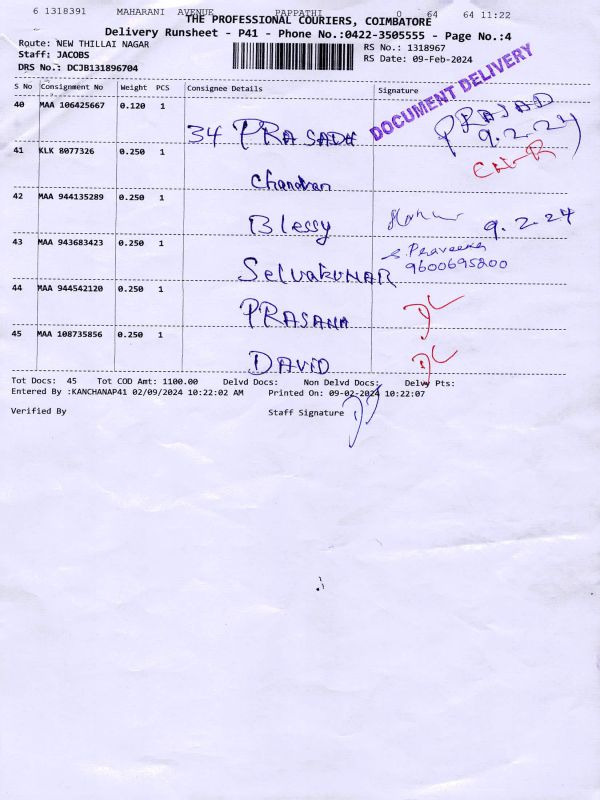 6 1318391 MAHARANI AVENUE PAPPATHI 0 64 64 11:22
THE PROFESSIONAL COURIERS, COIMBATORE
Delivery Runsheet - P41 - Phone No.:0422-3505555 - Page No.:4
Route: NEW THILLAI NAGAR RS No.: 1318967
Staff: JACOBS RS Date: 09-Feb-2024
DRS No.: DCJB131896704
DOCUMENT DELIVERY
S No Consignment No Weight PCS Consignee Details Signature
40 MAA 106425667 0.120 1
34 PRASADH PRASAD
9.2.24
41 KLK 8077326 0.250 1
Chandran
42 MAA 944135289 0.250 1
Blessy 9.2.24
43 MAA 943683423 0.250 1
S. Praveena
Selvakumar 9600695800
44 MAA 944542120 0.250 1
PRASANA
45 MAA 108735856 0.250 1
DAVID
Tot Docs: 45 Tot COD Amt: 1100.00 Delvd Docs: Non Delvd Docs: Delvy Pts:
Entered By :KANCHANAP41 02/09/2024 10:22:02 AM Printed On: 09-02-2024 10:22:07
Verified By Staff Signature